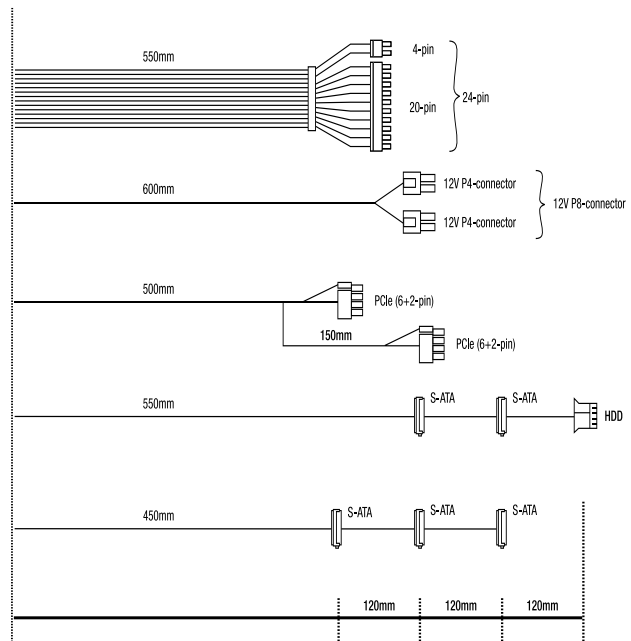 550mm
4-pin
20-pin
24-pin
600mm
12V P4-connector
12V P4-connector
12V P8-connector
500mm
PCIe (6+2-pin)
150mm
PCIe (6+2-pin)
550mm
S-ATA
S-ATA
HDD
450mm
S-ATA
S-ATA
S-ATA
120mm
120mm
120mm